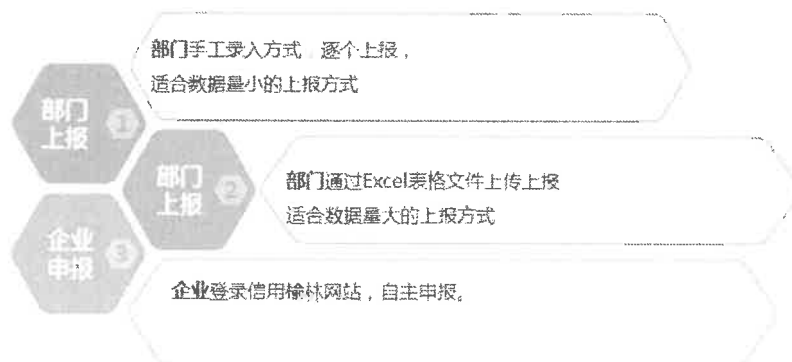 部门
上报
1
部门手工录入方式，逐个上报，
适合数据量小的上报方式
部门
上报
2
部门通过Excel表格文件上传上报
适合数据量大的上报方式
企业
申报
3
企业登录信用榆林网站，自主申报。